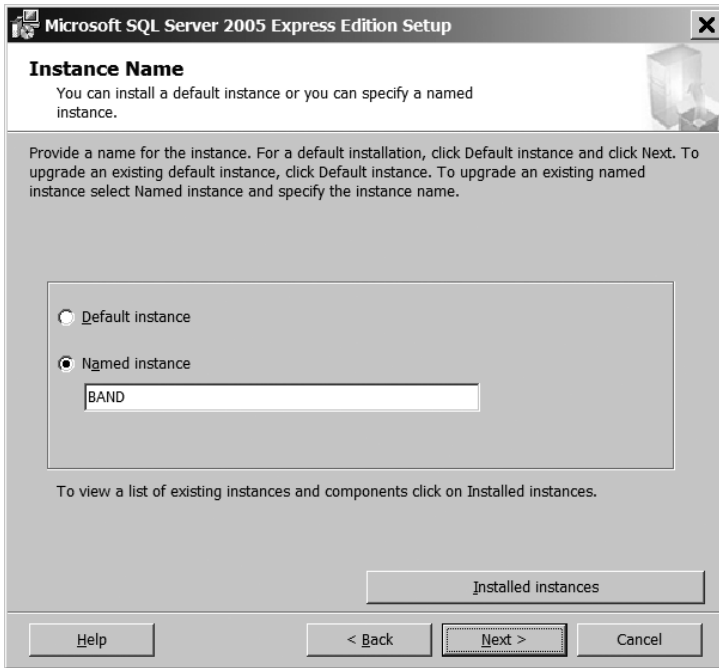 Microsoft SQL Server 2005 Express Edition Setup
Instance Name
You can install a default instance or you can specify a named
instance.
Provide a name for the instance. For a default installation, click Default instance and click Next. To
upgrade an existing default instance, click Default instance. To upgrade an existing named
instance select Named instance and specify the instance name.
Default instance
Named instance
BAND
To view a list of existing instances and components click on Installed instances.
Installed instances
Help
< Back
Next >
Cancel